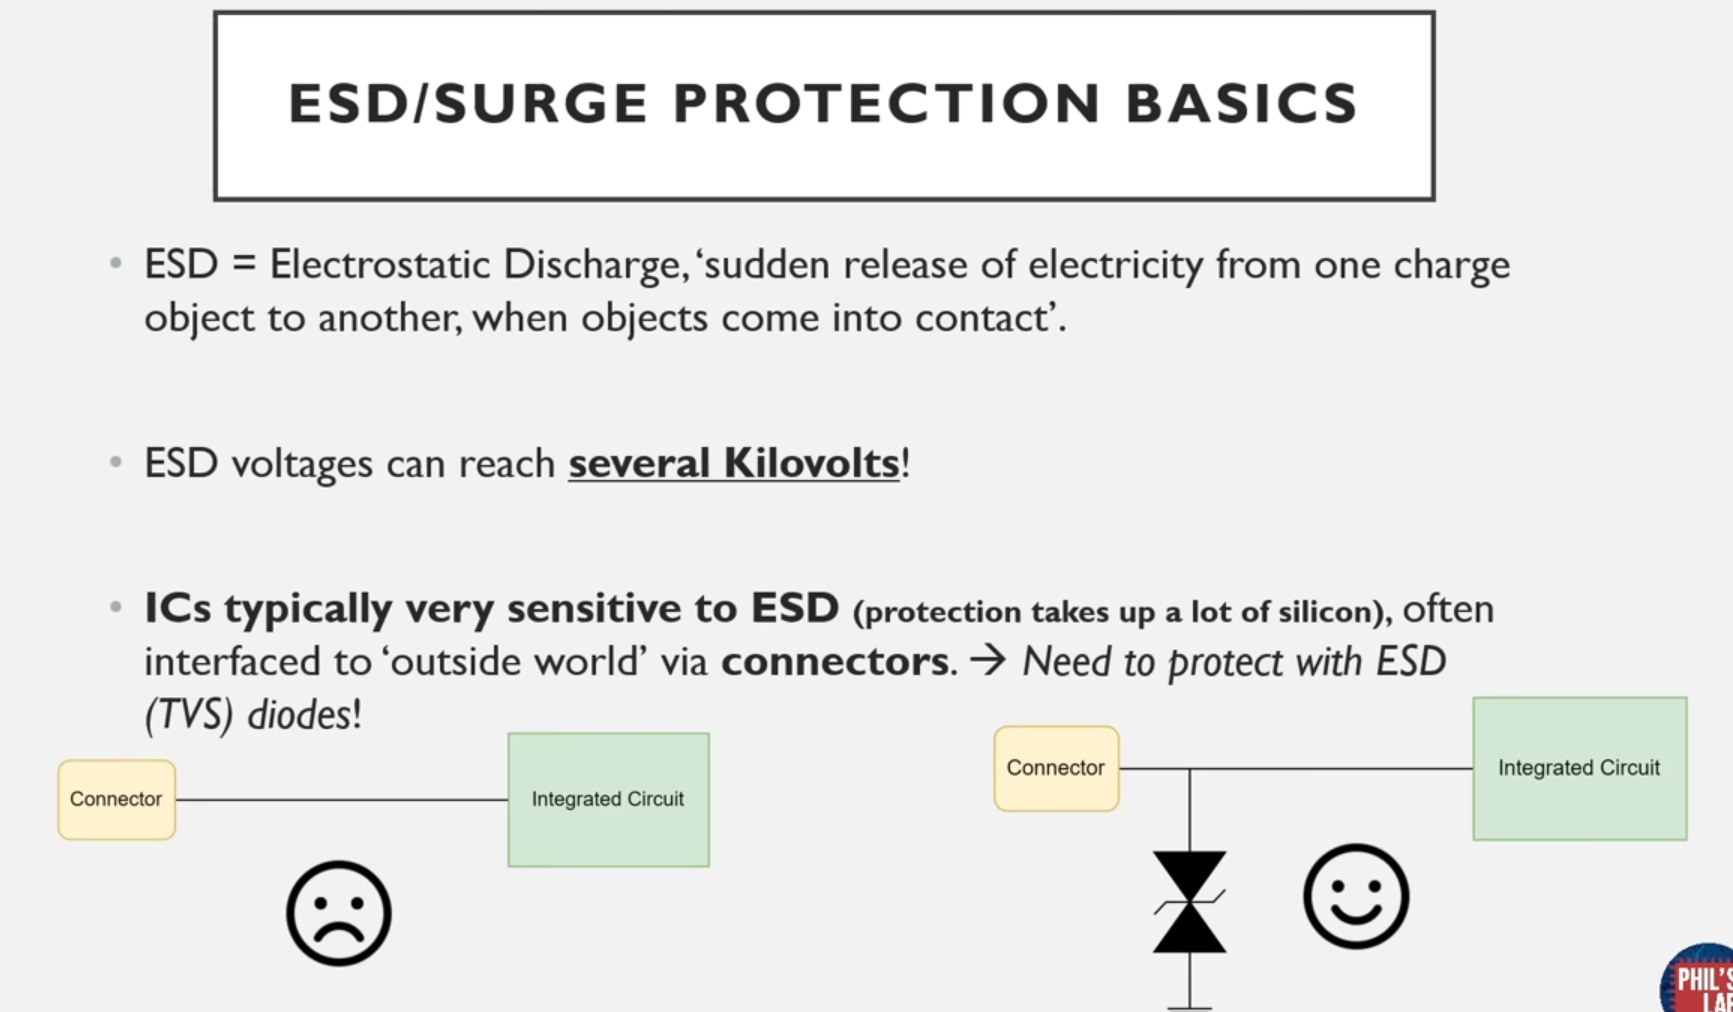 ESD/SURGE PROTECTION BASICS
• ESD = Electrostatic Discharge, ‘sudden release of electricity from one charge
object to another, when objects come into contact’.
• ESD voltages can reach several Kilovolts!
• ICs typically very sensitive to ESD (protection takes up a lot of silicon), often
interfaced to ‘outside world’ via connectors. → Need to protect with ESD
(TVS) diodes!
Connector
Integrated Circuit
Connector
Integrated Circuit
PHIL'S
LAB